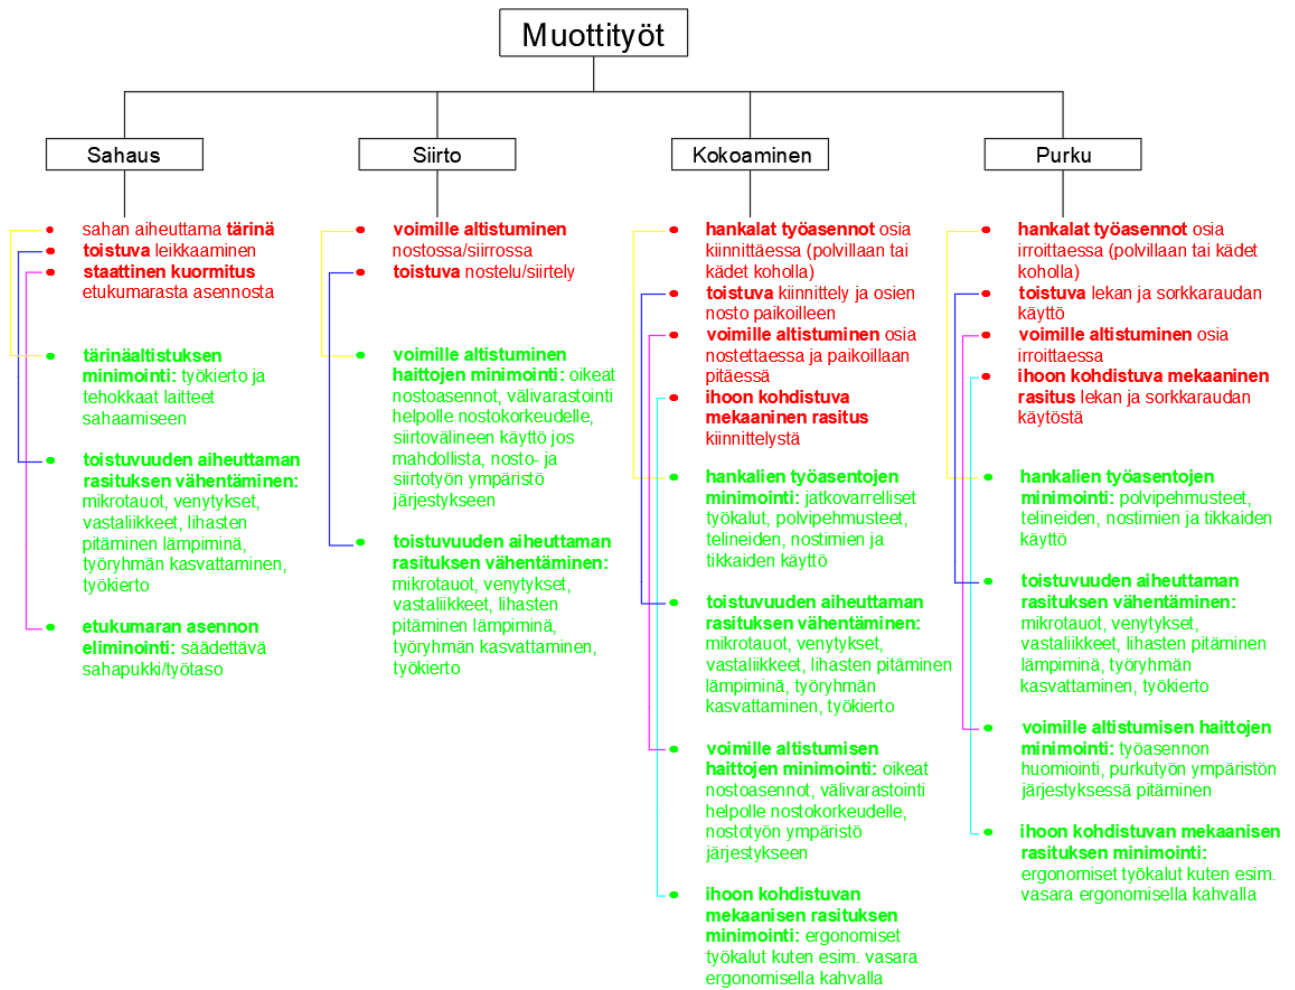 Muottityöt
Sahaus
sahan aiheuttama tärinä
toistuva leikkaaminen
staattinen kuormitus
etukumarasta asennosta
tärinäaltistuksen
minimointi: työkierto ja
tehokkaat laitteet
sahaamiseen
toistuvuuden aiheuttaman
rasituksen vähentäminen:
mikrotauot, venytykset,
vastaliikkeet, lihasten
pitäminen lämpiminä,
työryhmän kasvattaminen,
työkierto
etukumaran asennon
eliminointi: säädettävä
sahapukki/työtaso
Siirto
voimille altistuminen
nostossa/siirrossa
toistuva nostelu/siirtely
voimille altistuminen
haittojen minimointi: oikeat
nostoasennot, välivarastointi
helpolle nostokorkeudelle,
siirtovälineen käyttö jos
mahdollista, nosto- ja
siirtotyön ympäristö
järjestykseen
toistuvuuden aiheuttaman
rasituksen vähentäminen:
mikrotauot, venytykset,
vastaliikkeet, lihasten
pitäminen lämpiminä,
työryhmän kasvattaminen,
työkierto
Kokoaminen
hankalat työasennot osia
kiinnittäessa (polvillaan tai
kädet koholla)
toistuva kiinnittely ja osien
nosto paikoilleen
voimille altistuminen osia
nostettaessa ja paikoillaan
pitäessä
ihoon kohdistuva
mekaaninen rasitus
kiinnittelystä
hankalien työasentojen
minimointi: jatkovarrelliset
työkalut, polvipehmusteet,
telineiden, nostimien ja
tikkaiden käyttö
toistuvuuden aiheuttaman
rasituksen vähentäminen:
mikrotauot, venytykset,
vastaliikkeet, lihasten pitäminen
lämpiminä, työryhmän
kasvattaminen, työkierto
voimille altistumisen
haittojen minimointi: oikeat
nostoasennot, välivarastointi
helpolle nostokorkeudelle,
nostotyön ympäristö
järjestykseen
ihoon kohdistuvan
mekaanisen rasituksen
minimointi: ergonomiset
työkalut kuten esim. vasara
ergonomisella kahvalla
Purku
hankalat työasennot osia
irroittaessa (polvillaan tai kädet
koholla)
toistuva lekan ja sorkkaraudan
käyttö
voimille altistuminen osia
irroittaessa
ihoon kohdistuva mekaaninen
rasitus lekan ja sorkkaraudan
käytöstä
hankalien työasentojen
minimointi: polvipehmusteet,
telineiden, nostimien ja tikkaiden
käyttö
toistuvuuden aiheuttaman
rasituksen vähentäminen:
mikrotauot, venytykset,
vastaliikkeet, lihasten pitäminen
lämpiminä, työryhmän
kasvattaminen, työkierto
voimille altistumisen haittojen
minimointi: työasennon
huomiointi, purkutyön ympäristön
järjestyksessä pitäminen
ihoon kohdistuvan mekaanisen
rasituksen minimointi:
ergonomiset työkalut kuten esim.
vasara ergonomisella kahvalla